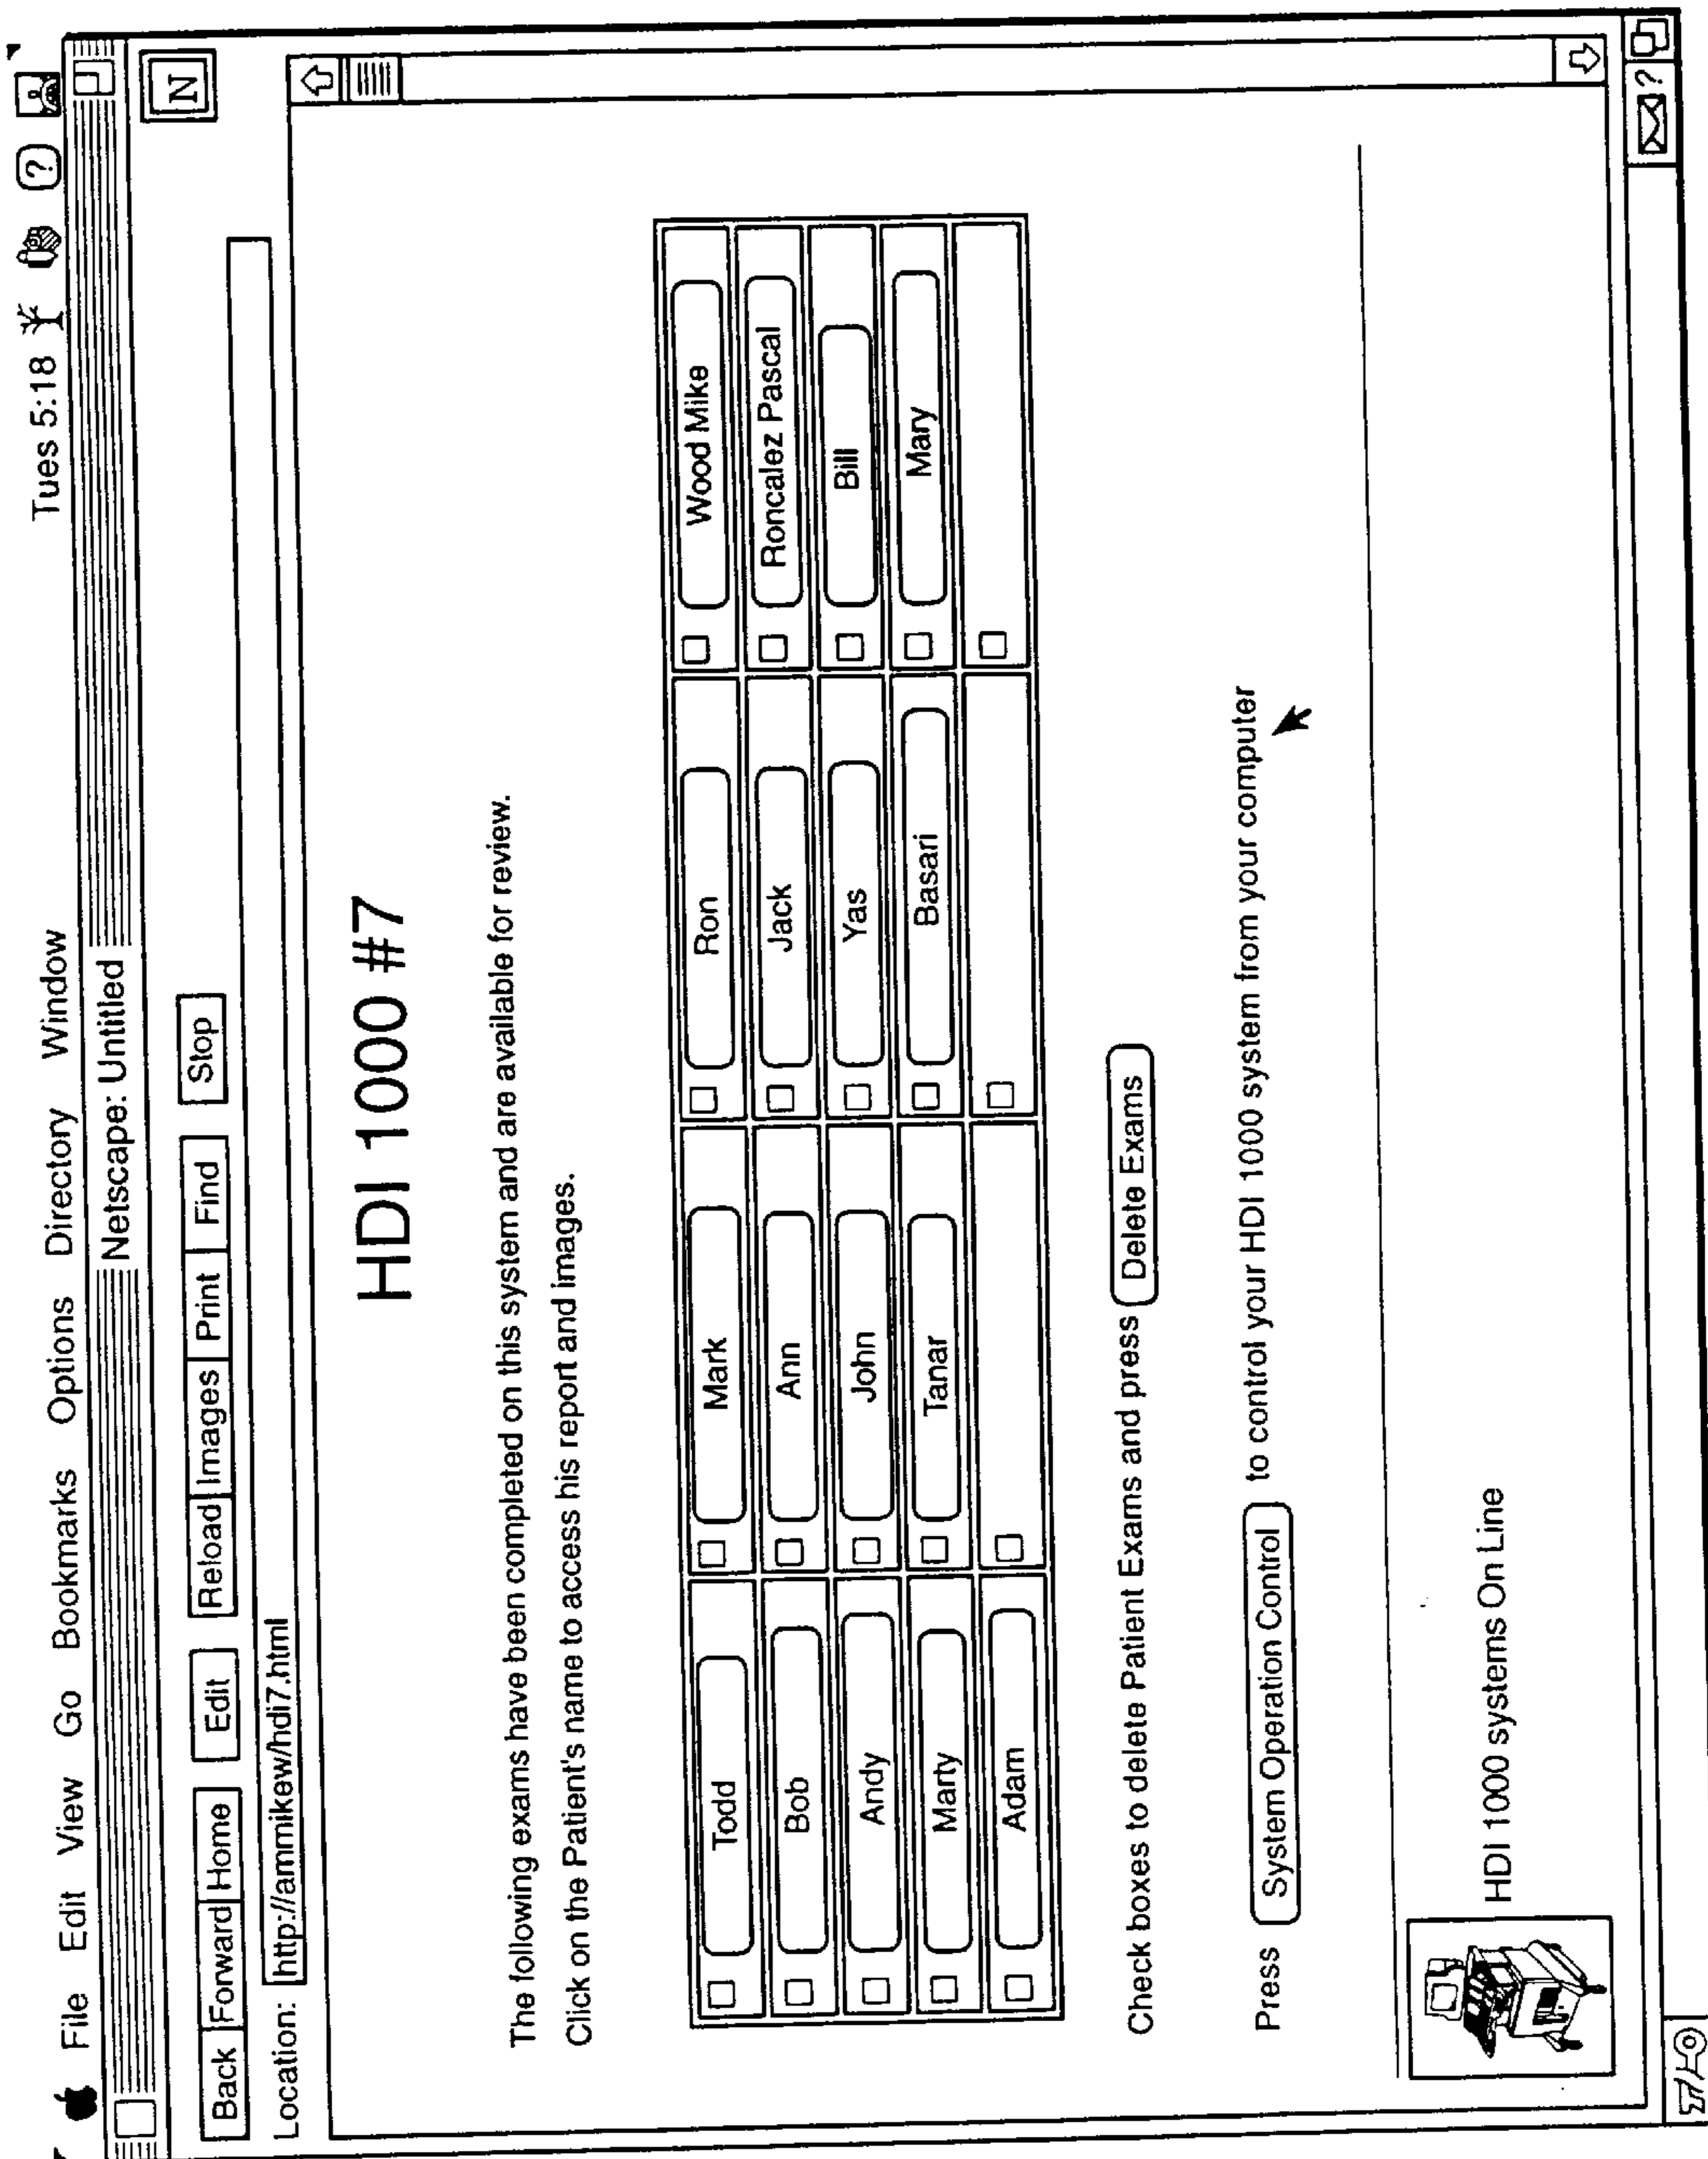 File Edit View Go Bookmarks Options Directory Window Tues 5:18 ?
Netscape: Untitled
Back Forward Home Edit Reload Images Print Find Stop
N
Location: http://ammikew/hdi7.html
HDI 1000 #7
The following exams have been completed on this system and are available for review.
Click on the Patient's name to access his report and images.
Todd Mark Ron Wood Mike
Bob Ann Jack Roncalez Pascal
Andy John Yas Bill
Marty Tanar Basari Mary
Adam
Check boxes to delete Patient Exams and press Delete Exams
Press System Operation Control to control your HDI 1000 system from your computer
HDI 1000 systems On Line
?